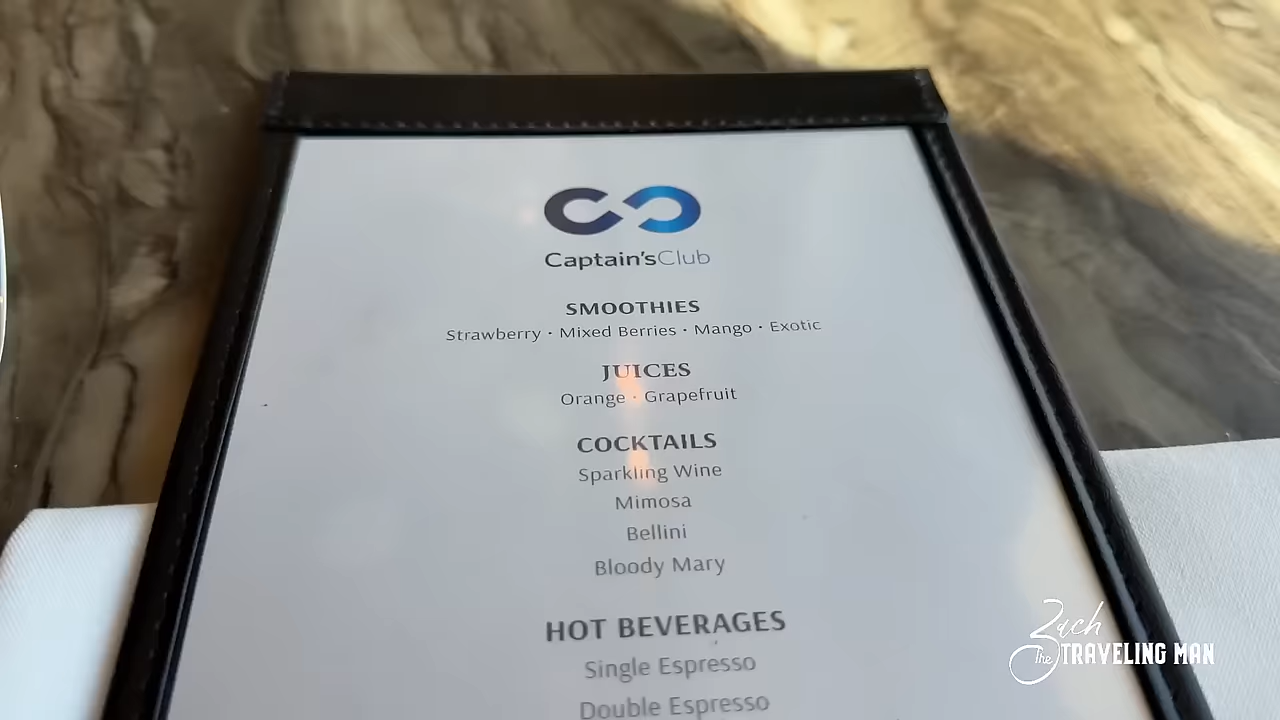 Captain'sClub
SMOOTHIES
Strawberry · Mixed Berries · Mango · Exotic
JUICES
Orange · Grapefruit
COCKTAILS
Sparkling Wine
Mimosa
Bellini
Bloody Mary
HOT BEVERAGES
Single Espresso
Double Espresso
Zach
The TRAVELING MAN